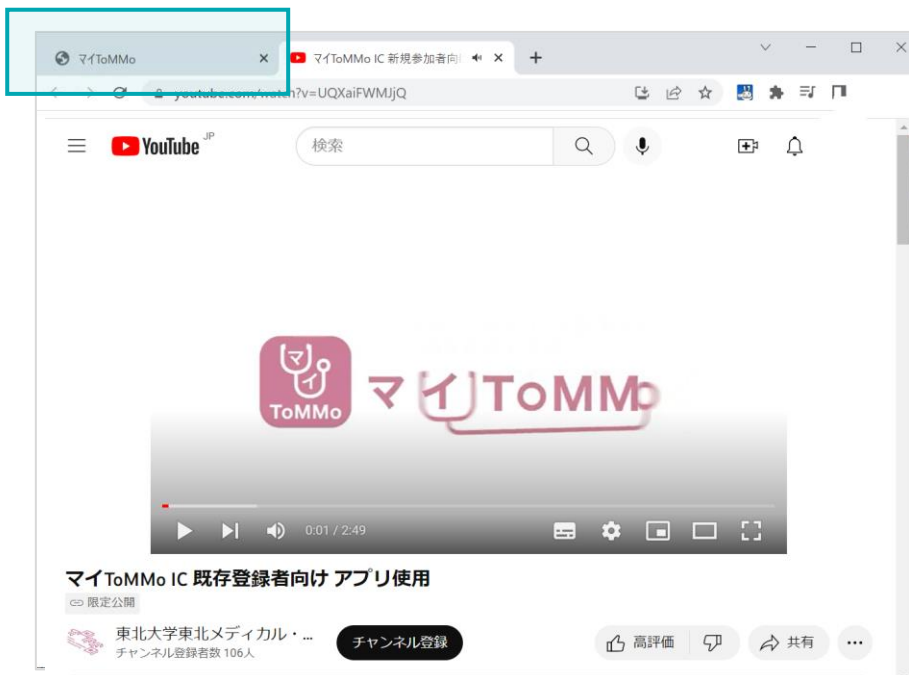 マイToMMo
マイToMMo IC 新規参加者向
youtube.com/watch?v=UQXaiFWMJjQ
YouTube JP
検索
マイ
ToMMo
マイToMMo
0:01 / 2:49
マイToMMo IC 既存登録者向け アプリ使用
限定公開
東北大学東北メディカル・...
チャンネル登録者数 106人
チャンネル登録
高評価
共有